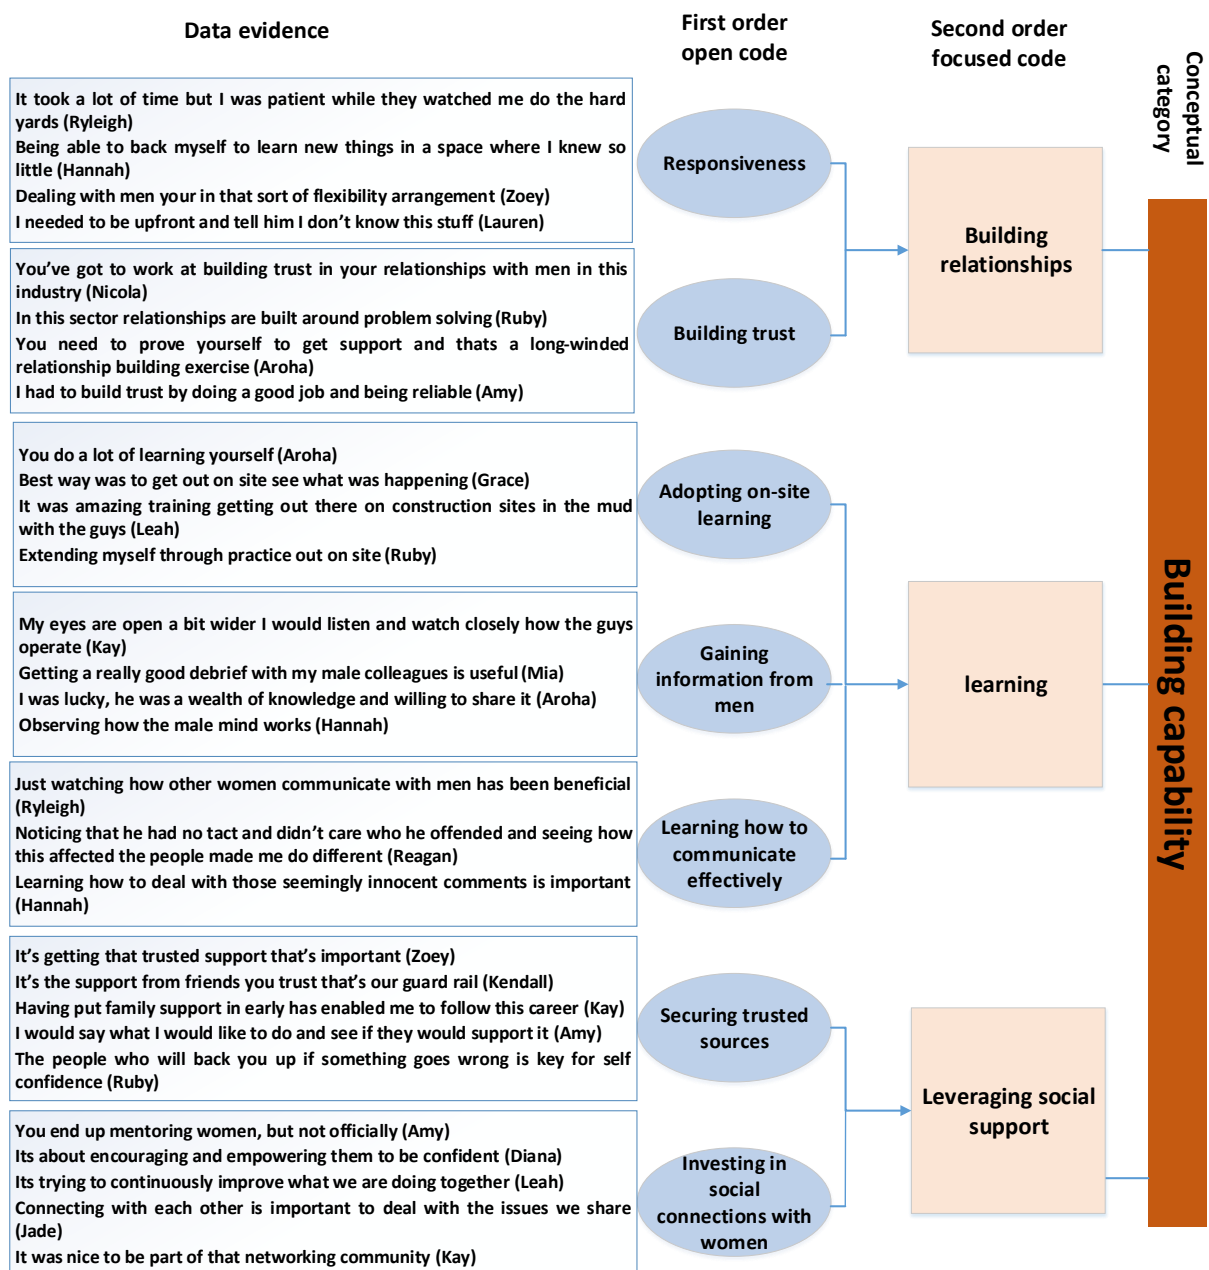 Data evidence
First order
open code
Second order
focused code
Conceptual
category
It took a lot of time but I was patient while they watched me do the hard
yards (Ryleigh)
Being able to back myself to learn new things in a space where I knew so
little (Hannah)
Dealing with men your in that sort of flexibility arrangement (Zoey)
I needed to be upfront and tell him I don't know this stuff (Lauren)
Responsiveness
You've got to work at building trust in your relationships with men in this
industry (Nicola)
In this sector relationships are built around problem solving (Ruby)
You need to prove yourself to get support and thats a long-winded
relationship building exercise (Aroha)
I had to build trust by doing a good job and being reliable (Amy)
Building trust
Building
relationships
You do a lot of learning yourself (Aroha)
Best way was to get out on site see what was happening (Grace)
It was amazing training getting out there on construction sites in the mud
with the guys (Leah)
Extending myself through practice out on site (Ruby)
Adopting on-site
learning
My eyes are open a bit wider I would listen and watch closely how the guys
operate (Kay)
Getting a really good debrief with my male colleagues is useful (Mia)
I was lucky, he was a wealth of knowledge and willing to share it (Aroha)
Observing how the male mind works (Hannah)
Gaining
information from
men
Just watching how other women communicate with men has been beneficial
(Ryleigh)
Noticing that he had no tact and didn't care who he offended and seeing how
this affected the people made me do different (Reagan)
Learning how to deal with those seemingly innocent comments is important
(Hannah)
Learning how to
communicate
effectively
learning
It's getting that trusted support that's important (Zoey)
It's the support from friends you trust that's our guard rail (Kendall)
Having put family support in early has enabled me to follow this career (Kay)
I would say what I would like to do and see if they would support it (Amy)
The people who will back you up if something goes wrong is key for self
confidence (Ruby)
Securing trusted
sources
You end up mentoring women, but not officially (Amy)
Its about encouraging and empowering them to be confident (Diana)
Its trying to continuously improve what we are doing together (Leah)
Connecting with each other is important to deal with the issues we share
(Jade)
It was nice to be part of that networking community (Kay)
Investing in
social
connections with
women
Leveraging social
support
Building capability